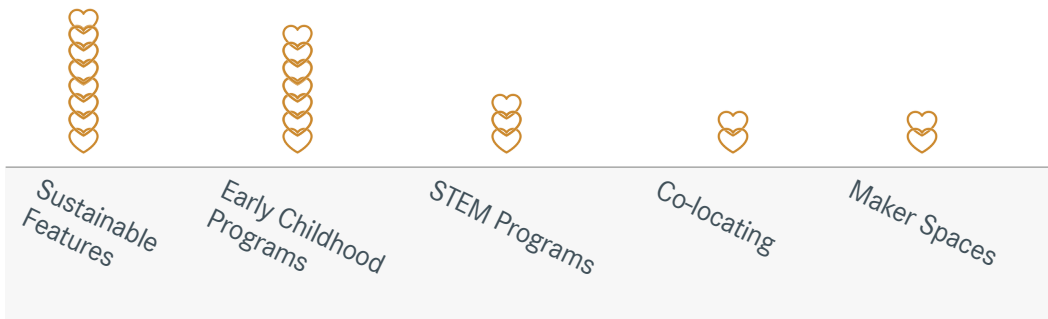 Sustainable
Features
Early Childhood
Programs
STEM Programs
Co-locating
Maker Spaces